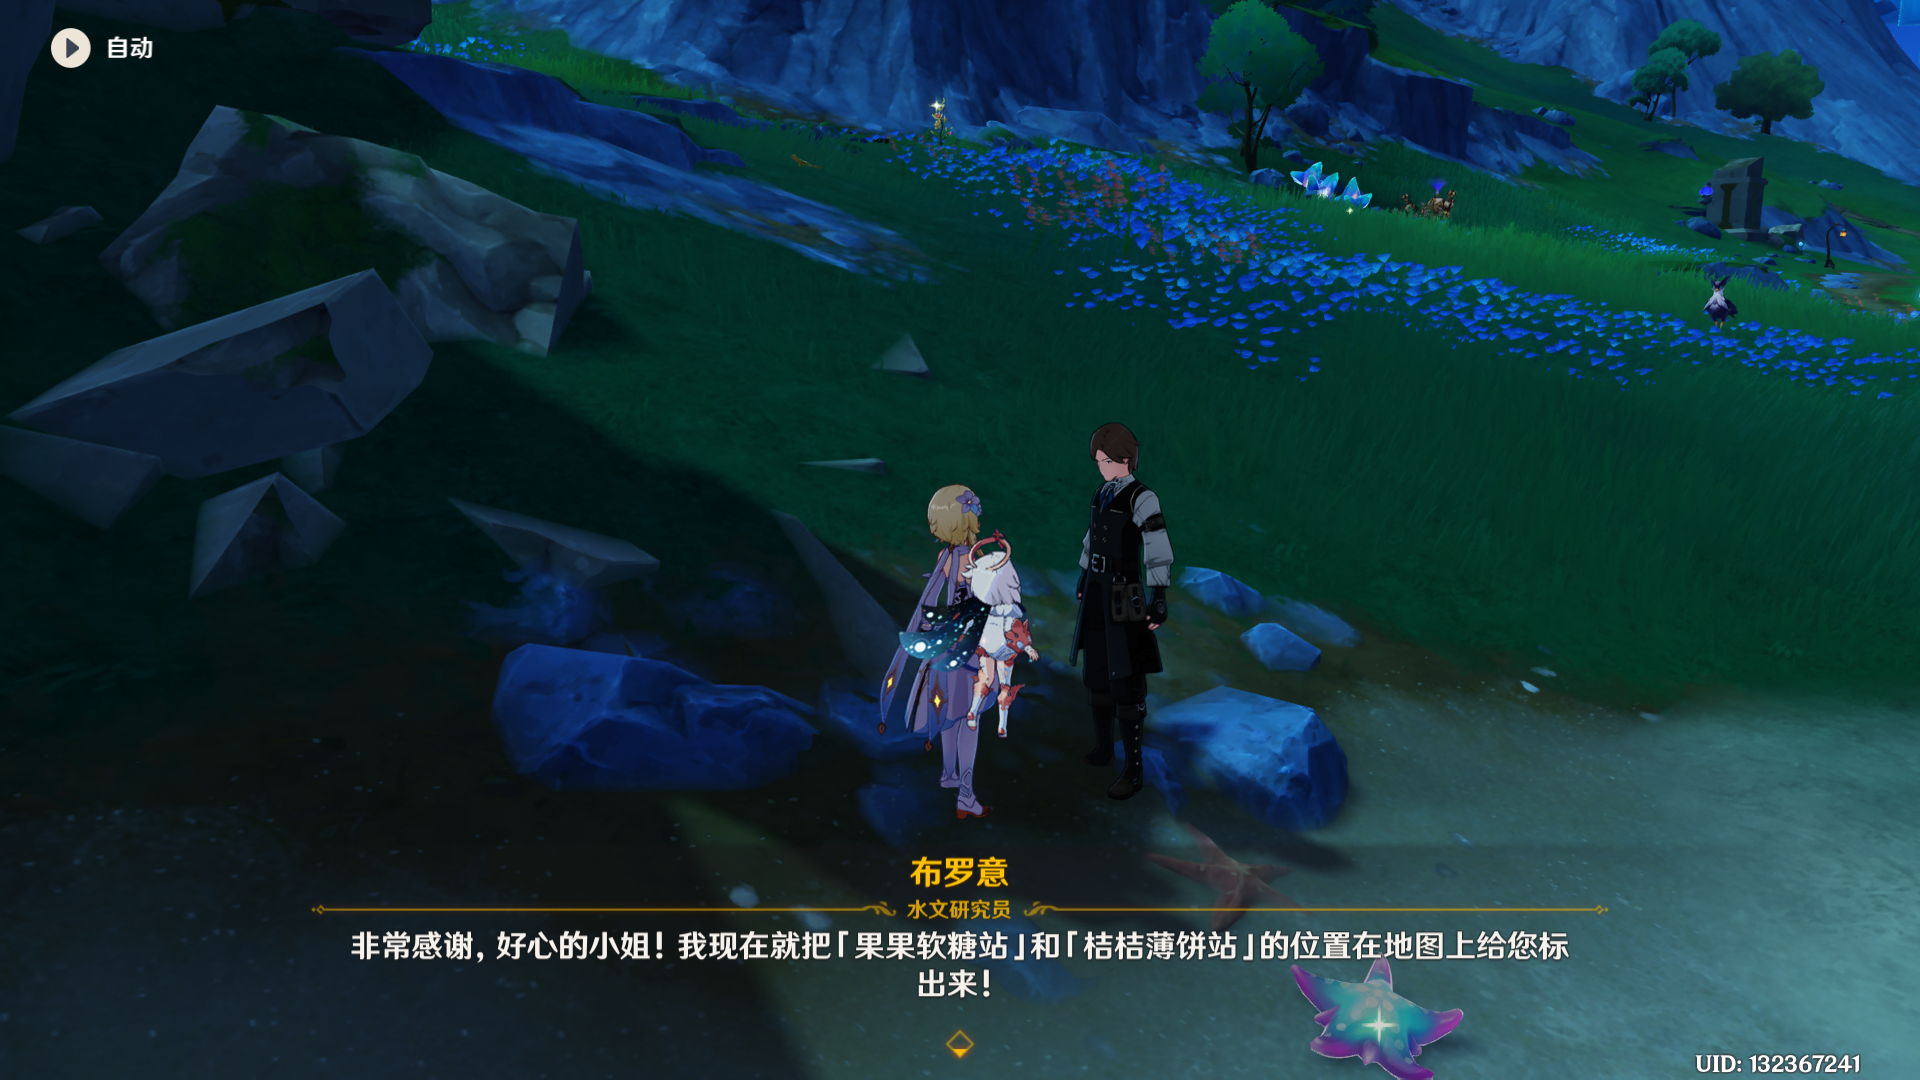 自动
布罗意
水文研究员
非常感谢，好心的小姐！我现在就把「果果软糖站」和「桔桔薄饼站」的位置在地图上给您标
出来！
UID: 132367241